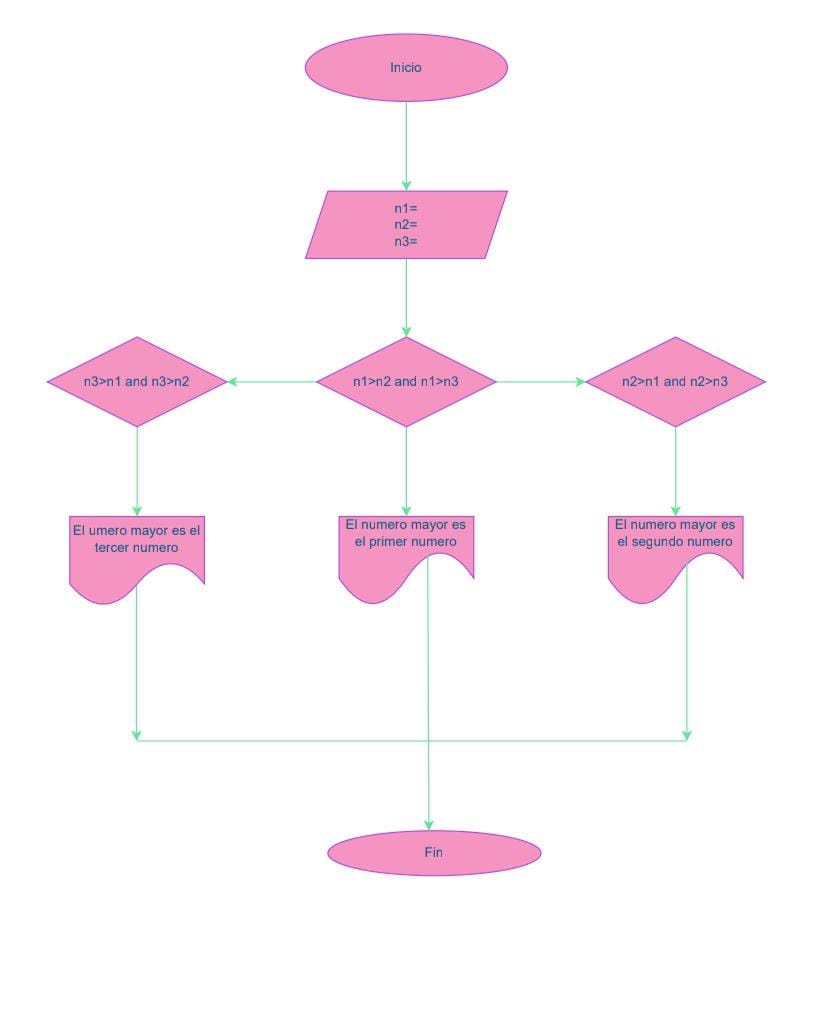 Inicio
n1=
n2=
n3=
n3>n1 and n3>n2
n1>n2 and n1>n3
n2>n1 and n2>n3
El umero mayor es el
tercer numero
El numero mayor es
el primer numero
El numero mayor es
el segundo numero
Fin